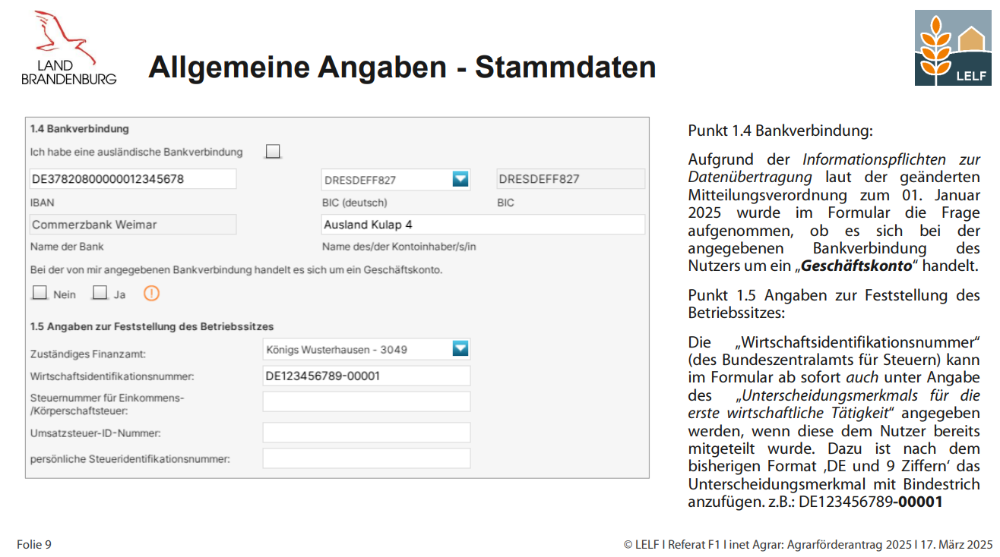 LAND
BRANDENBURG
Allgemeine Angaben - Stammdaten
LELF
1.4 Bankverbindung
Ich habe eine ausländische Bankverbindung
DE37820800000012345678
DRESDEFF827
DRESDEFF827
IBAN
BIC (deutsch)
BIC
Commerzbank Weimar
Ausland Kulap 4
Name der Bank
Name des/der Kontoinhaber/s/in
Bei der von mir angegebenen Bankverbindung handelt es sich um ein Geschäftskonto.
Nein
Ja
!
1.5 Angaben zur Feststellung des Betriebssitzes
Zuständiges Finanzamt:
Königs Wusterhausen - 3049
Wirtschaftsidentifikationsnummer:
DE123456789-00001
Steuernummer für Einkommens-
/Körperschaftsteuer:
Umsatzsteuer-ID-Nummer:
persönliche Steueridentifikationsnummer:
Punkt 1.4 Bankverbindung:
Aufgrund der Informationspflichten zur
Datenübertragung laut der geänderten
Mitteilungsverordnung zum 01. Januar
2025 wurde im Formular die Frage
aufgenommen, ob es sich bei der
angegebenen Bankverbindung des
Nutzers um ein „Geschäftskonto“ handelt.
Punkt 1.5 Angaben zur Feststellung des
Betriebssitzes:
Die „Wirtschaftsidentifikationsnummer“
(des Bundeszentralamts für Steuern) kann
im Formular ab sofort auch unter Angabe
des „Unterscheidungsmerkmals für die
erste wirtschaftliche Tätigkeit“ angegeben
werden, wenn diese dem Nutzer bereits
mitgeteilt wurde. Dazu ist nach dem
bisherigen Format ‚DE und 9 Ziffern‘ das
Unterscheidungsmerkmal mit Bindestrich
anzufügen. z.B.: DE123456789-00001
Folie 9
© LELF I Referat F1 I inet Agrar: Agrarförderantrag 2025 I 17. März 2025